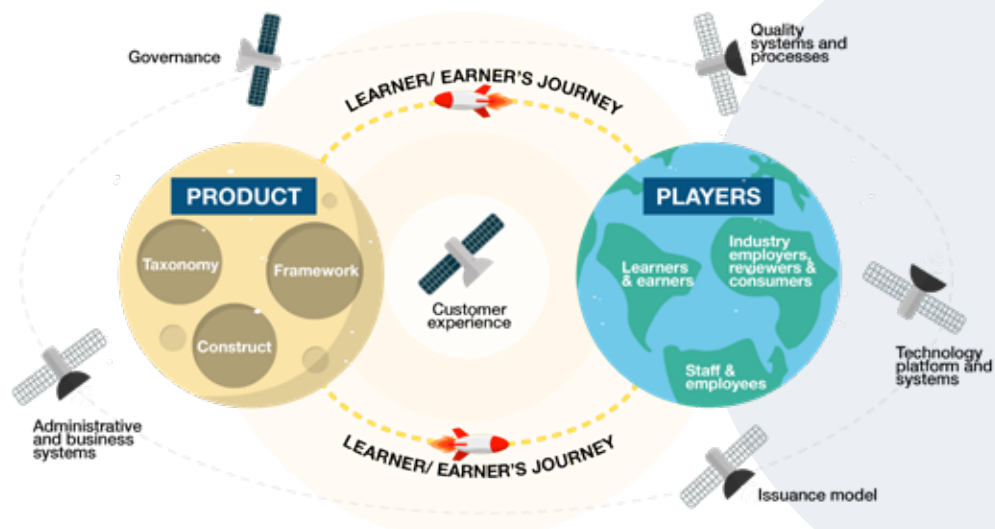 Governance
Quality
systems and
processes
LEARNER/ EARNER'S JOURNEY
PRODUCT
PLAYERS
Taxonomy
Framework
Construct
Customer
experience
Learners
& earners
Industry
employers,
reviewers &
consumers
Staff &
employees
Technology
platform and
systems
Administrative
and business
systems
LEARNER/ EARNER'S JOURNEY
Issuance model